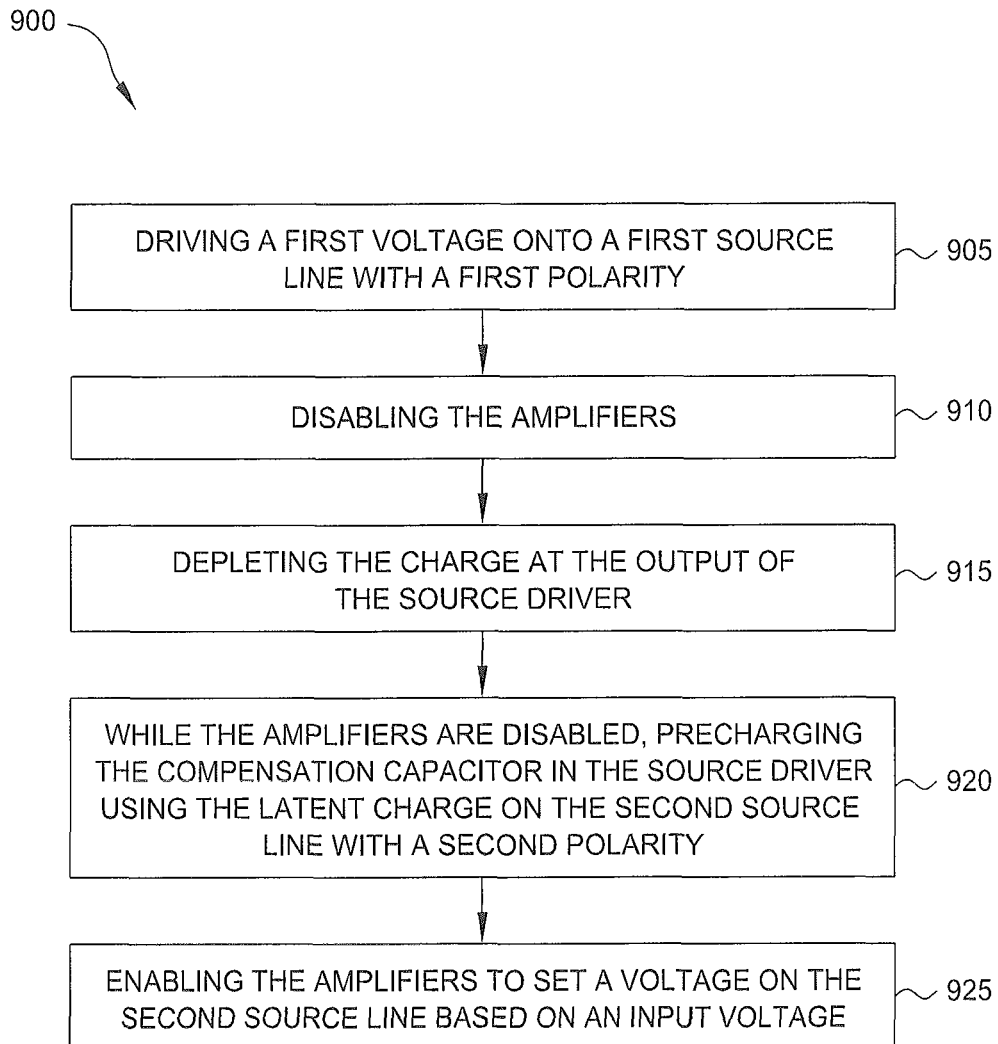 900
DRIVING A FIRST VOLTAGE ONTO A FIRST SOURCE
LINE WITH A FIRST POLARITY
905
DISABLING THE AMPLIFIERS
910
DEPLETING THE CHARGE AT THE OUTPUT OF
THE SOURCE DRIVER
915
WHILE THE AMPLIFIERS ARE DISABLED, PRECHARGING
THE COMPENSATION CAPACITOR IN THE SOURCE DRIVER
USING THE LATENT CHARGE ON THE SECOND SOURCE
LINE WITH A SECOND POLARITY
920
ENABLING THE AMPLIFIERS TO SET A VOLTAGE ON THE
SECOND SOURCE LINE BASED ON AN INPUT VOLTAGE
925